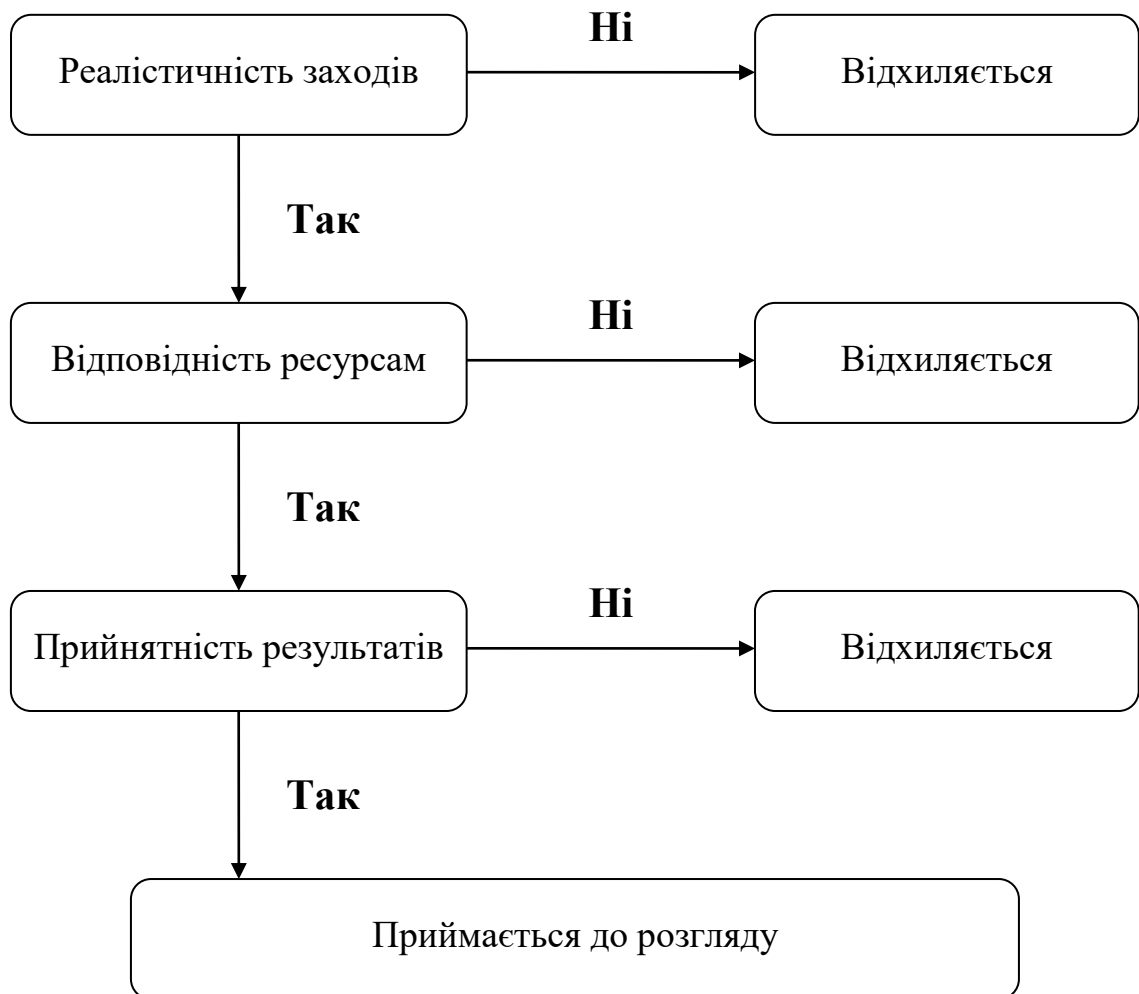 Ні
Реалістичність заходів
Відхиляється
Так
Ні
Відповідність ресурсам
Відхиляється
Так
Ні
Прийнятність результатів
Відхиляється
Так
Приймається до розгляду